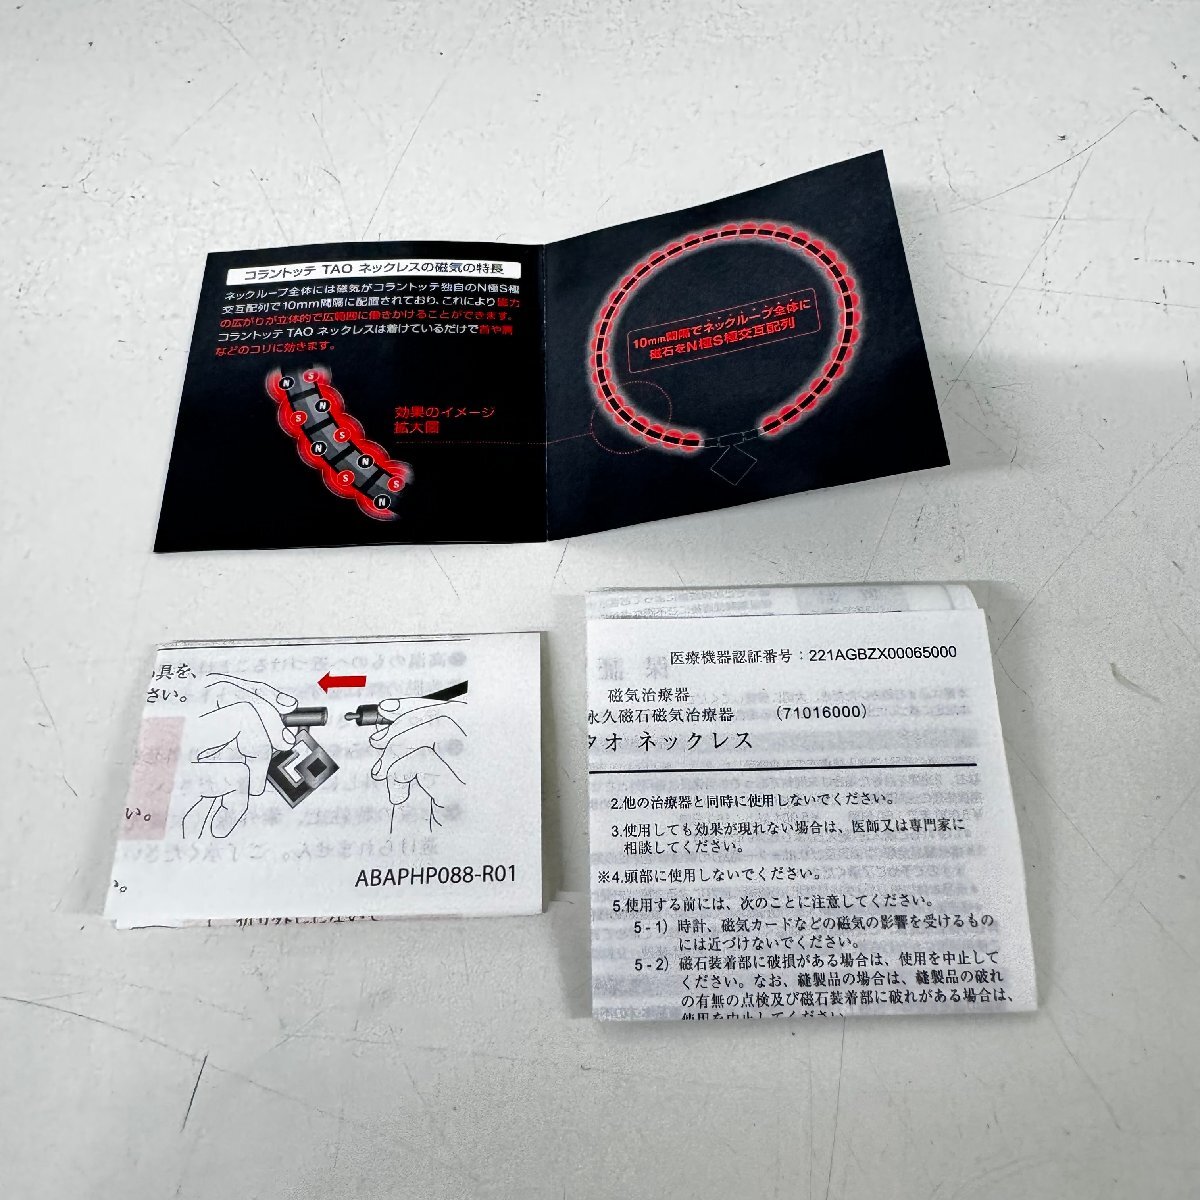 コラントッテ TAO ネックレスの磁気の特長
ネックループ全体には磁気がコラントッテ独自のN極S極
交互配列で10mm間隔に配置されており、これにより磁力
の広がりが立体的で広範囲に働きかけることができます。
コラントッテ TAO ネックレスは着けているだけで首や肩
などのコリに効きます。
N S
N
S
S
N
N
S
S
N
効果のイメージ
拡大図
10mm間隔でネックループ全体に
磁石をN極S極交互配列
具を、
さい。
い。
ABAPHP088-R01
医療機器認証番号：221AGBZX00065000
磁気治療器
永久磁石磁気治療器 （71016000）
タオ ネックレス
2.他の治療器と同時に使用しないでください。
3.使用しても効果が現れない場合は、医師又は専門家に
相談してください。
※4.頭部に使用しないでください。
5.使用する前には、次のことに注意してください。
5-1）時計、磁気カードなどの磁気の影響を受けるもの
には近づけないでください。
5-2）磁石装着部に破損がある場合は、使用を中止して
ください。なお、縫製品の場合は、縫製品の破れ
の有無の点検及び磁石装着部に破れがある場合は、
使用を中止してください。